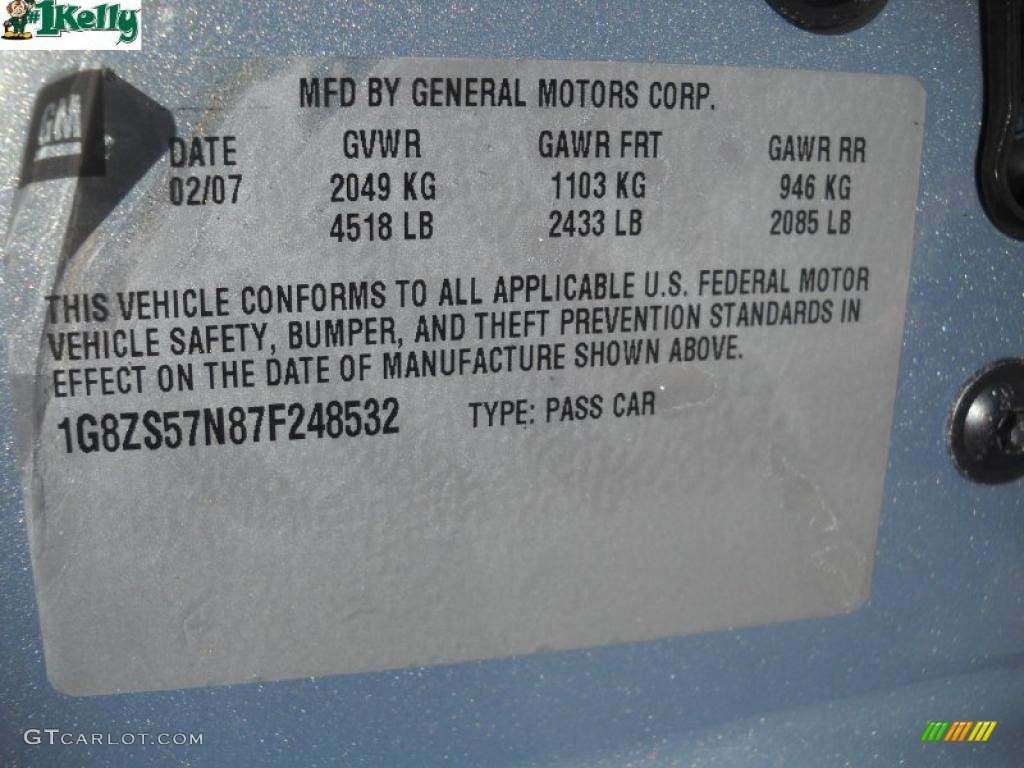 #1Kelly
GM
MFD BY GENERAL MOTORS CORP.
DATE GVWR GAWR FRT GAWR RR
02/07 2049 KG 1103 KG 946 KG
4518 LB 2433 LB 2085 LB
THIS VEHICLE CONFORMS TO ALL APPLICABLE U.S. FEDERAL MOTOR
VEHICLE SAFETY, BUMPER, AND THEFT PREVENTION STANDARDS IN
EFFECT ON THE DATE OF MANUFACTURE SHOWN ABOVE.
1G8ZS57N87F248532 TYPE: PASS CAR
GTCARLOT.COM